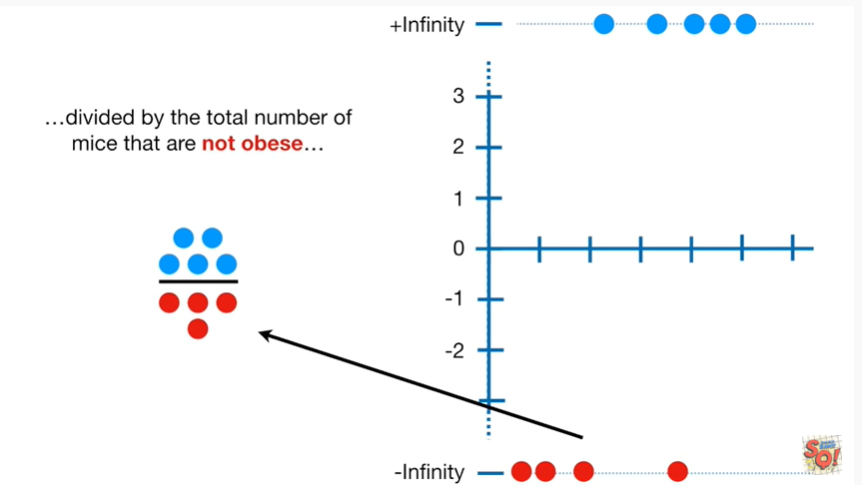 +Infinity
3
…divided by the total number of
mice that are not obese…
2
1
0
-1
-2
-Infinity
SQ!